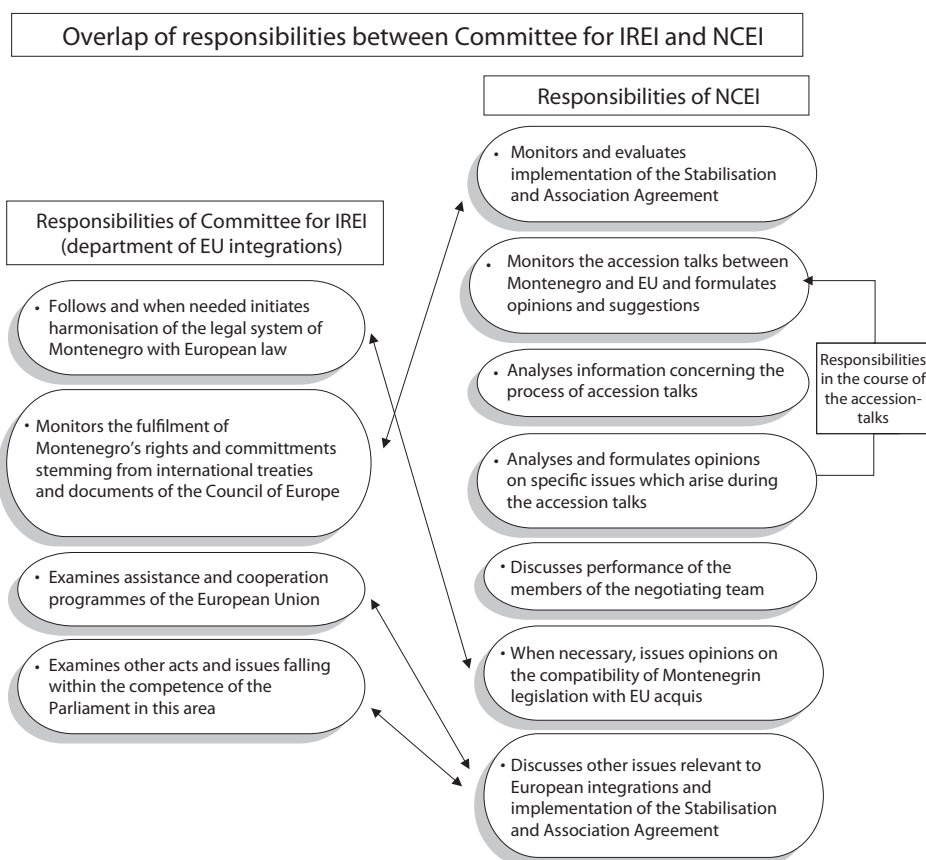 Overlap of responsibilities between Committee for IREI and NCEI
Responsibilities of Committee for IREI
(department of EU integrations)
• Follows and when needed initiates
harmonisation of the legal system of
Montenegro with European law
• Monitors the fulfilment of
Montenegro's rights and committments
stemming from international treaties
and documents of the Council of Europe
• Examines assistance and cooperation
programmes of the European Union
• Examines other acts and issues falling
within the competence of the
Parliament in this area
Responsibilities of NCEI
• Monitors and evaluates
implementation of the Stabilisation
and Association Agreement
• Monitors the accession talks between
Montenegro and EU and formulates
opinions and suggestions
• Analyses information concerning the
process of accession talks
• Analyses and formulates opinions
on specific issues which arise during
the accession talks
• Discusses performance of the
members of the negotiating team
• When necessary, issues opinions on
the compatibility of Montenegrin
legislation with EU acquis
• Discusses other issues relevant to
European integrations and
implementation of the Stabilisation
and Association Agreement
Responsibilities
in the course of
the accession-
talks